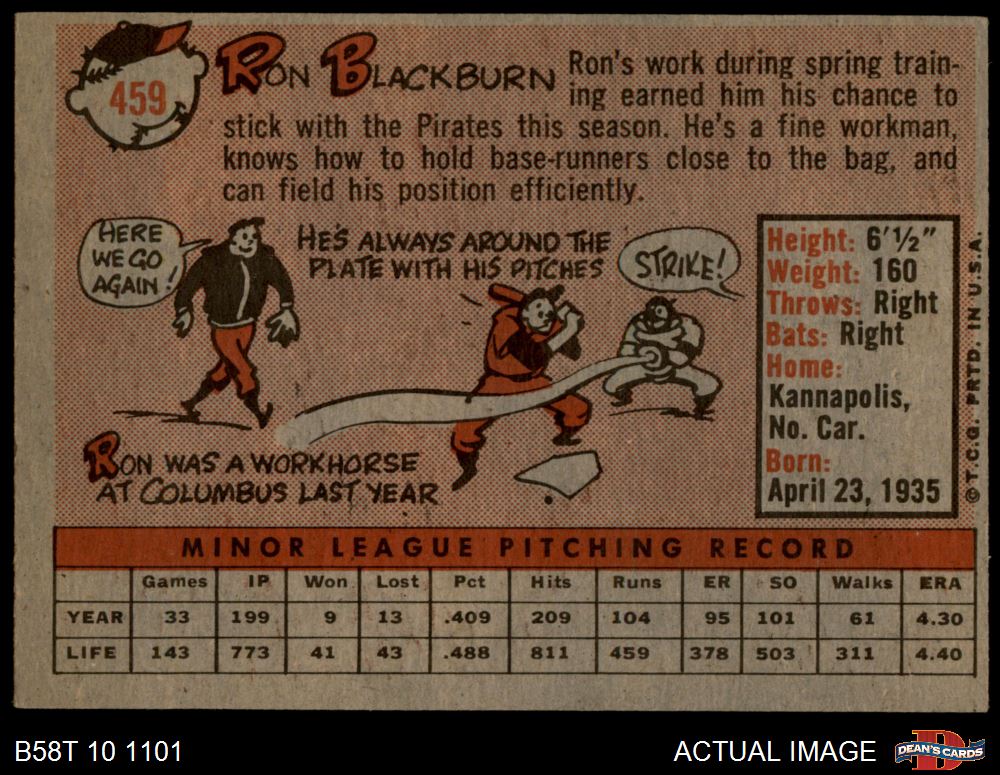 459
RON BLACKBURN
Ron's work during spring train-
ing earned him his chance to
stick with the Pirates this season. He's a fine workman,
knows how to hold base-runners close to the bag, and
can field his position efficiently.
HERE
WE GO
AGAIN!
HE'S ALWAYS AROUND THE
PLATE WITH HIS PITCHES
STRIKE!
RON WAS A WORKHORSE
AT COLUMBUS LAST YEAR
Height: 6'1½"
Weight: 160
Throws: Right
Bats: Right
Home:
Kannapolis,
No. Car.
Born:
April 23, 1935
© T.C.G. PRTD. IN U.S.A.
MINOR LEAGUE PITCHING RECORD
Games IP Won Lost Pct Hits Runs ER SO Walks ERA
YEAR 33 199 9 13 .409 209 104 95 101 61 4.30
LIFE 143 773 41 43 .488 811 459 378 503 311 4.40
B58T 10 1101
ACTUAL IMAGE
D
DEAN'S CARDS